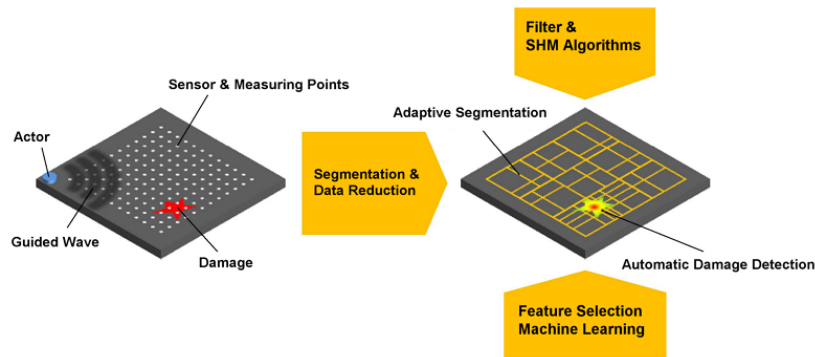 Filter &
SHM Algorithms
Sensor & Measuring Points
Adaptive Segmentation
Actor
Segmentation &
Data Reduction
Guided Wave
Damage
Automatic Damage Detection
Feature Selection
Machine Learning